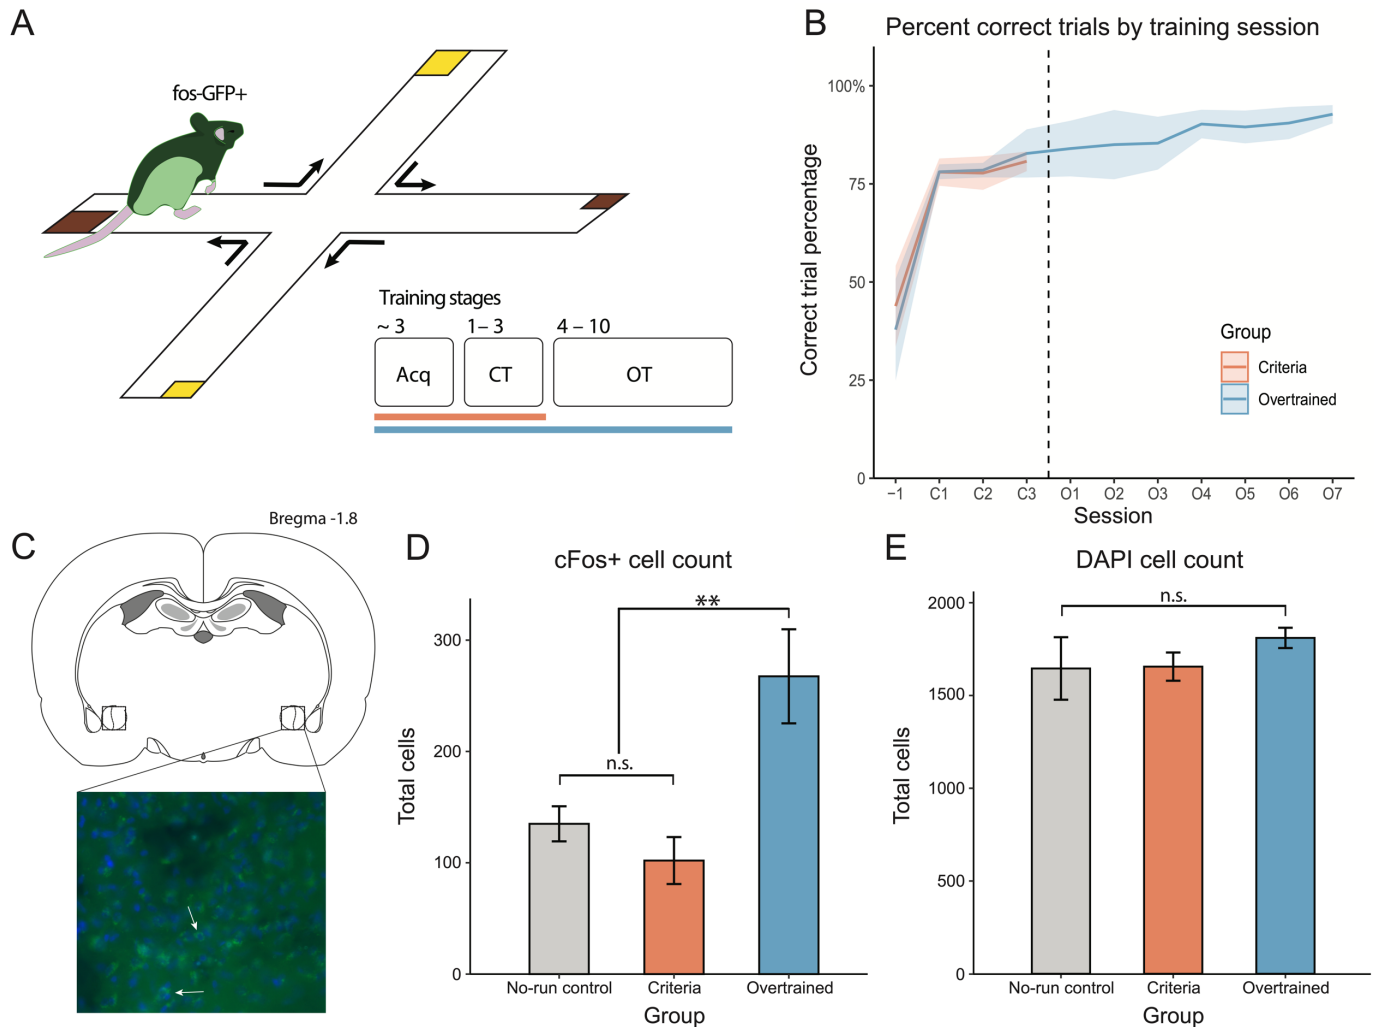 A
fos-GFP+
Training stages
~ 3
1– 3
4 – 10
Acq
CT
OT
B
Percent correct trials by training session
100%
75
50
25
0
Correct trial percentage
−1
C1
C2
C3
O1
O2
O3
O4
O5
O6
O7
Session
Group
Criteria
Overtrained
C
Bregma -1.8
D
cFos+ cell count
300
200
100
0
Total cells
n.s.
**
No-run control
Criteria
Overtrained
Group
E
DAPI cell count
2000
1500
1000
500
0
Total cells
n.s.
No-run control
Criteria
Overtrained
Group